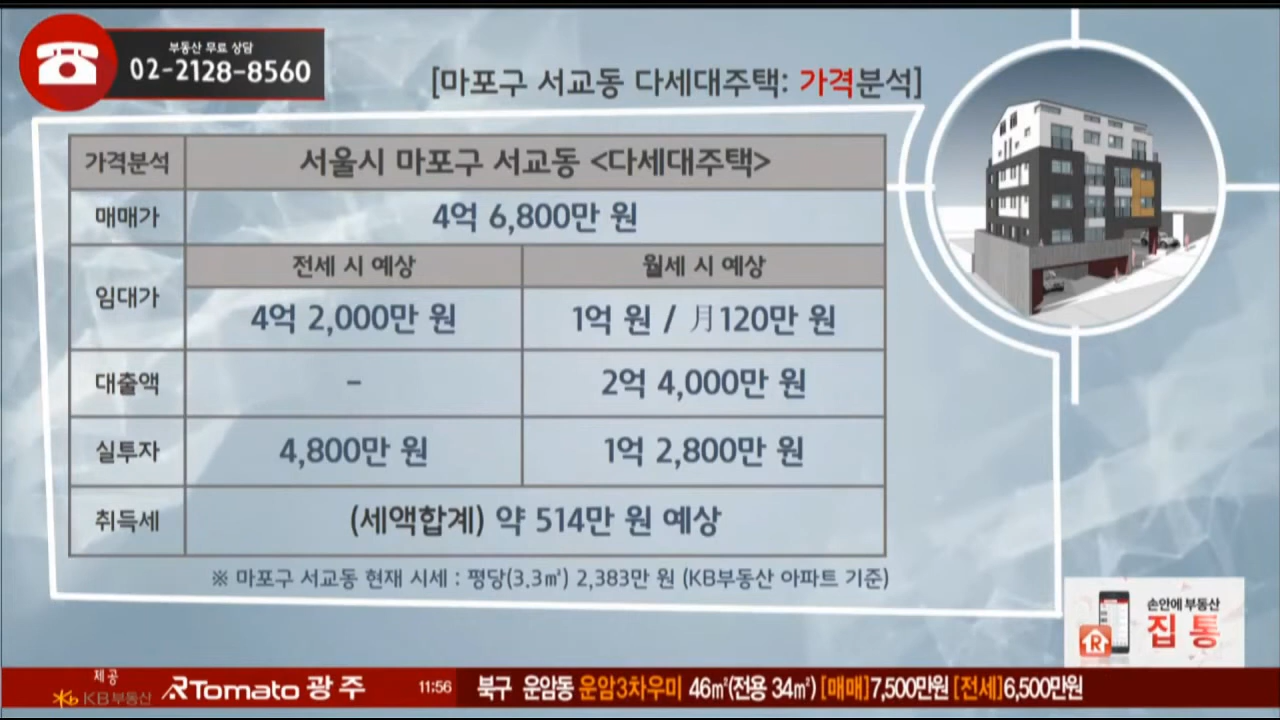 부동산 무료 상담
02-2128-8560
[마포구 서교동 다세대주택: 가격분석]
가격분석 서울시 마포구 서교동 <다세대주택>
매매가 4억 6,800만 원
임대가 전세 시 예상 월세 시 예상
4억 2,000만 원 1억 원 / 月120만 원
대출액 - 2억 4,000만 원
실투자 4,800만 원 1억 2,800만 원
취득세 (세액합계) 약 514만 원 예상
※ 마포구 서교동 현재 시세 : 평당(3.3㎡) 2,383만 원 (KB부동산 아파트 기준)
손안에 부동산
집통
R
제공
KB부동산
RTomato 광주
11:56
북구 운암동 운암3차우미 46㎡(전용 34㎡) [매매]7,500만원 [전세]6,500만원